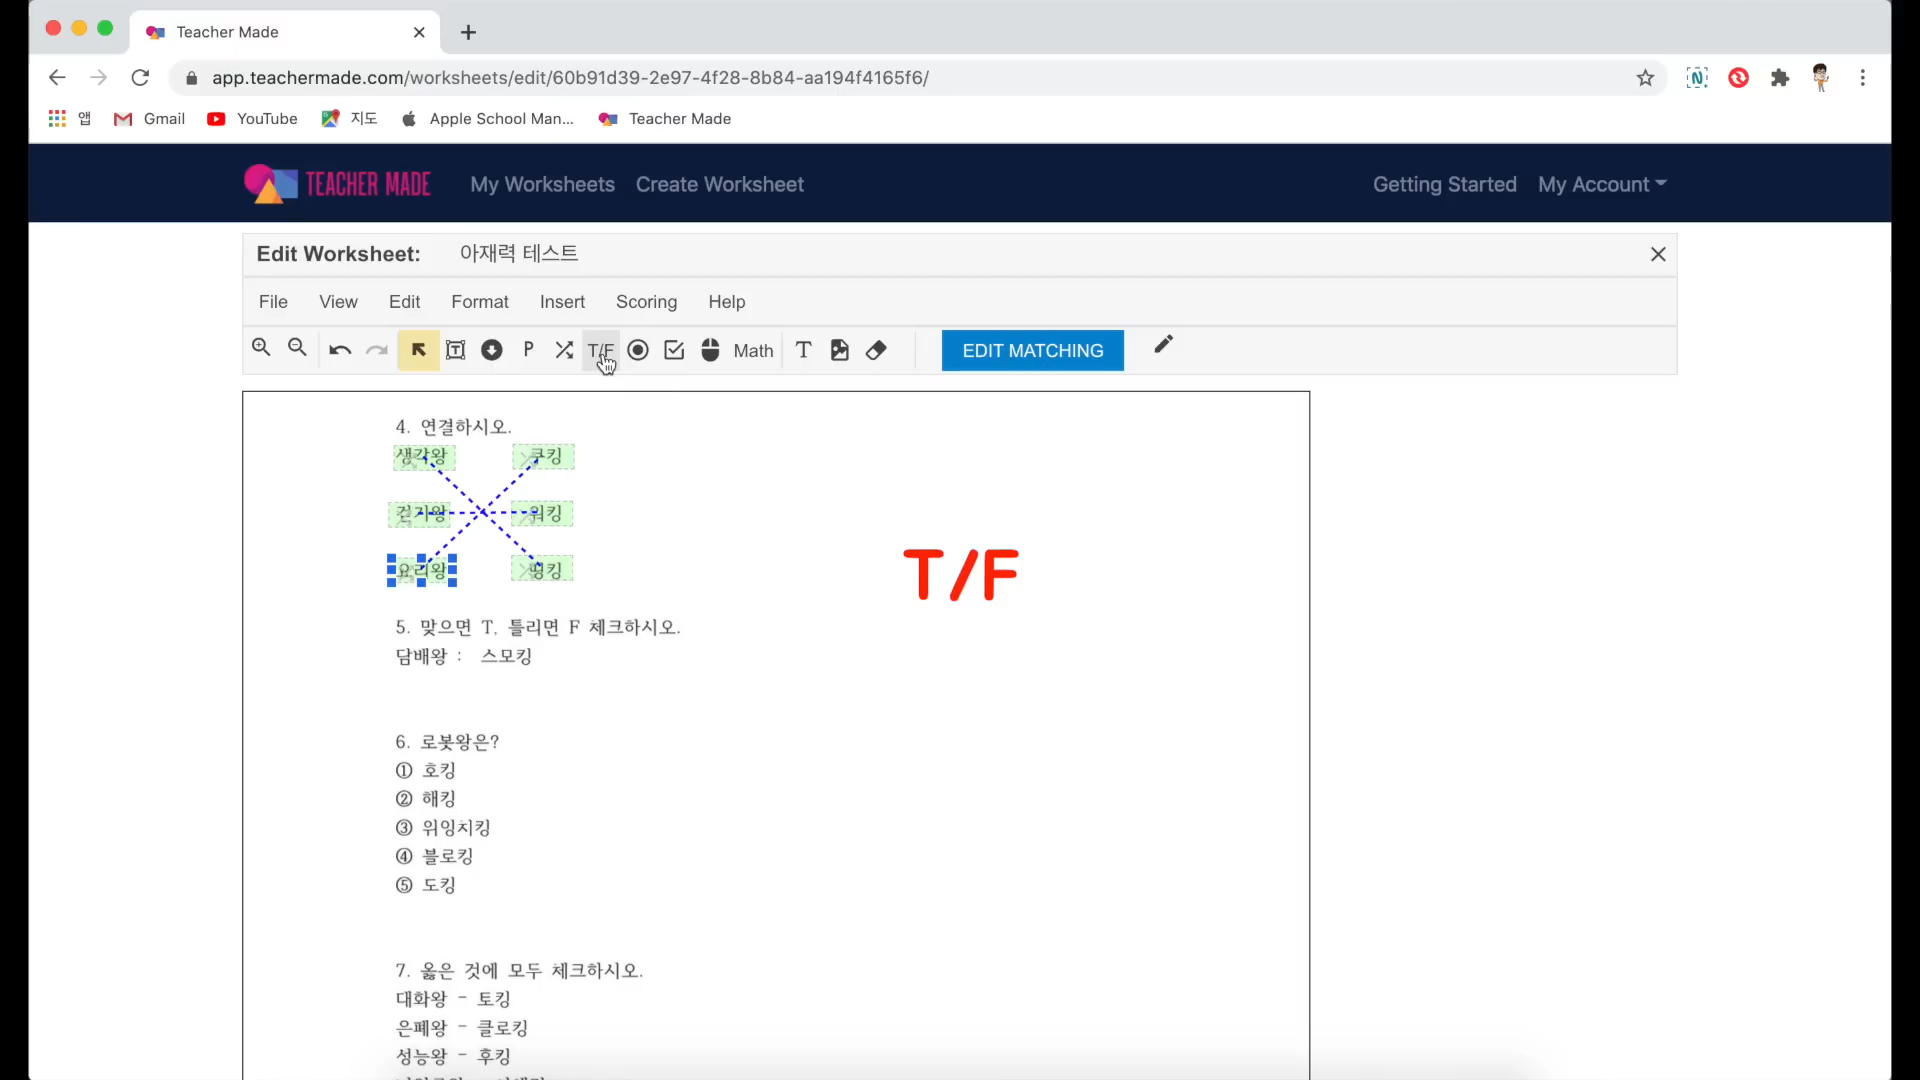 Teacher Made
app.teachermade.com/worksheets/edit/60b91d39-2e97-4f28-8b84-aa194f4165f6/
앱 Gmail YouTube 지도 Apple School Man... Teacher Made
TEACHER MADE My Worksheets Create Worksheet Getting Started My Account
Edit Worksheet: 아재력 테스트
File View Edit Format Insert Scoring Help
T P T/F Math T EDIT MATCHING
4. 연결하시오.
생각왕 쿠킹
걷기왕 워킹
요리왕 띵킹
T/F
5. 맞으면 T, 틀리면 F 체크하시오.
담배왕 : 스모킹
6. 로봇왕은?
① 호킹
② 해킹
③ 위잉치킹
④ 블로킹
⑤ 도킹
7. 옳은 것에 모두 체크하시오.
대화왕 - 토킹
은폐왕 - 클로킹
성능왕 - 후킹